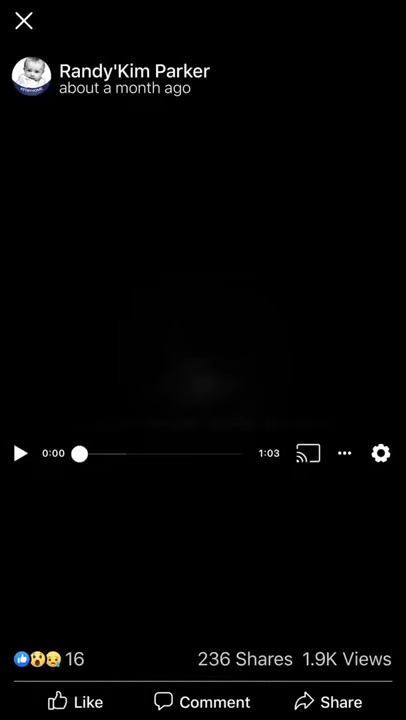 Randy'Kim Parker
about a month ago
0:00
1:03
16
236 Shares 1.9K Views
Like Comment Share